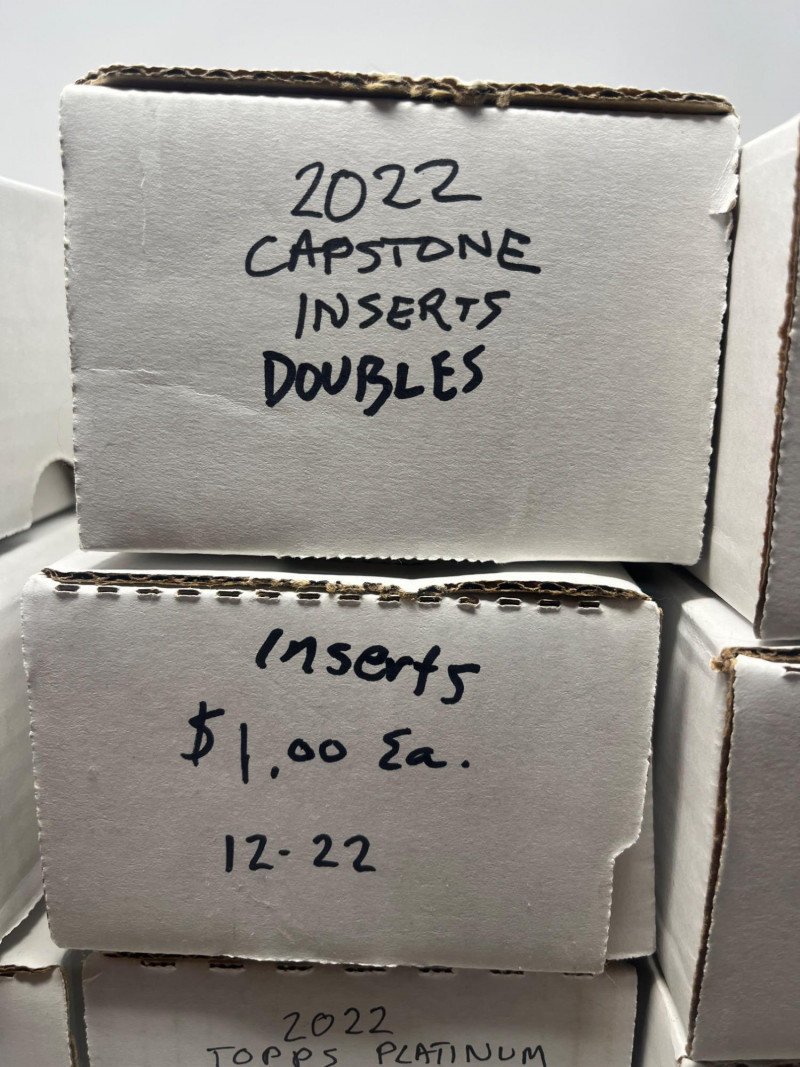 2022
CAPSTONE
INSERTS
DOUBLES
Inserts
$1.00 Ea.
12-22
2022
TOPPS PLATINUM